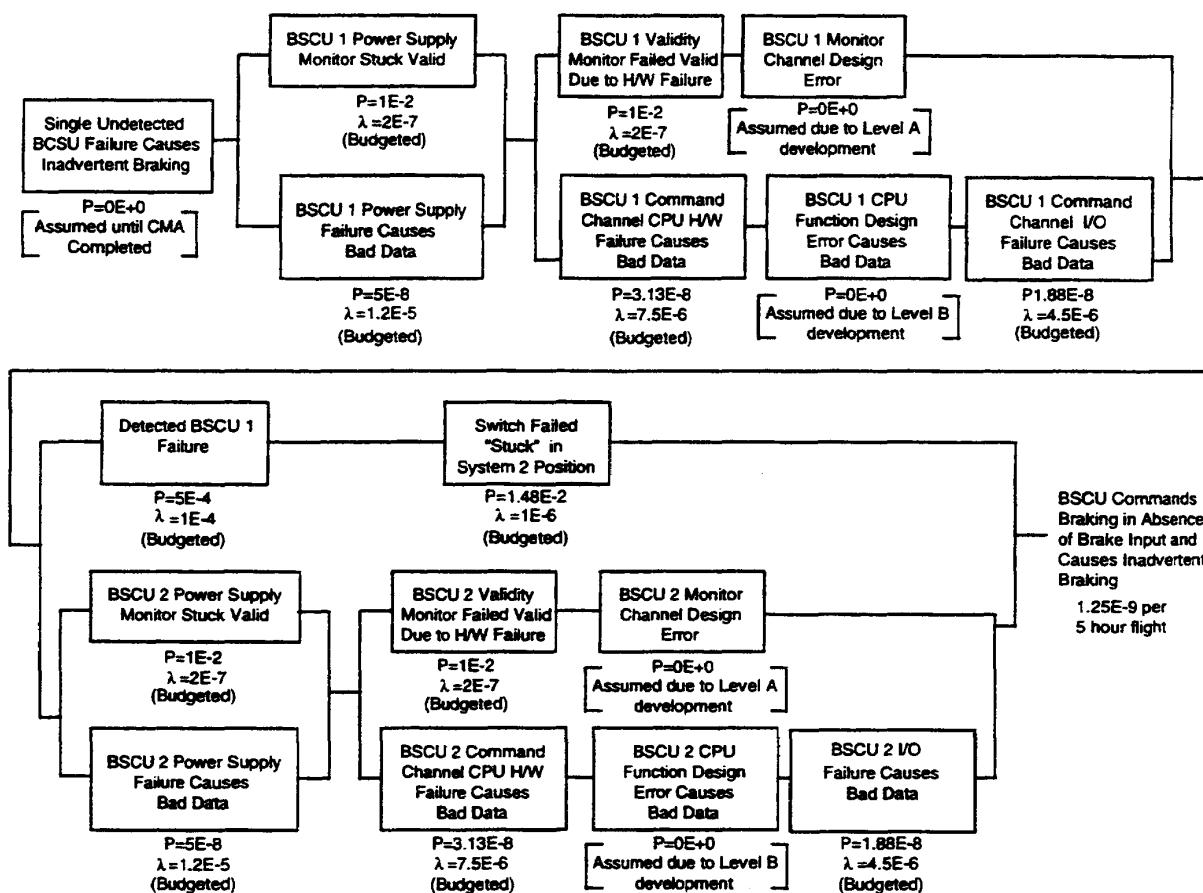 Single Undetected
BCSU Failure Causes
Inadvertent Braking
P=0E+0
Assumed until CMA
Completed
BSCU 1 Power Supply
Monitor Stuck Valid
P=1E-2
λ=2E-7
(Budgeted)
BSCU 1 Power Supply
Failure Causes
Bad Data
P=5E-8
λ=1.2E-5
(Budgeted)
BSCU 1 Validity
Monitor Failed Valid
Due to H/W Failure
P=1E-2
λ=2E-7
(Budgeted)
BSCU 1 Monitor
Channel Design
Error
P=0E+0
Assumed due to Level A
development
BSCU 1 Command
Channel CPU H/W
Failure Causes
Bad Data
P=3.13E-8
λ=7.5E-6
(Budgeted)
BSCU 1 CPU
Function Design
Error Causes
Bad Data
P=0E+0
Assumed due to Level B
development
BSCU 1 Command
Channel I/O
Failure Causes
Bad Data
P1.88E-8
λ=4.5E-6
(Budgeted)
Detected BSCU 1
Failure
P=5E-4
λ=1E-4
(Budgeted)
Switch Failed
"Stuck" in
System 2 Position
P=1.48E-2
λ=1E-6
(Budgeted)
BSCU 2 Power Supply
Monitor Stuck Valid
P=1E-2
λ=2E-7
(Budgeted)
BSCU 2 Power Supply
Failure Causes
Bad Data
P=5E-8
λ=1.2E-5
(Budgeted)
BSCU 2 Validity
Monitor Failed Valid
Due to H/W Failure
P=1E-2
λ=2E-7
(Budgeted)
BSCU 2 Monitor
Channel Design
Error
P=0E+0
Assumed due to Level A
development
BSCU 2 Command
Channel CPU H/W
Failure Causes
Bad Data
P=3.13E-8
λ=7.5E-6
(Budgeted)
BSCU 2 CPU
Function Design
Error Causes
Bad Data
P=0E+0
Assumed due to Level B
development
BSCU 2 I/O
Failure Causes
Bad Data
P=1.88E-8
λ=4.5E-6
(Budgeted)
BSCU Commands
Braking in Absence
of Brake Input and
Causes Inadvertent
Braking
1.25E-9 per
5 hour flight